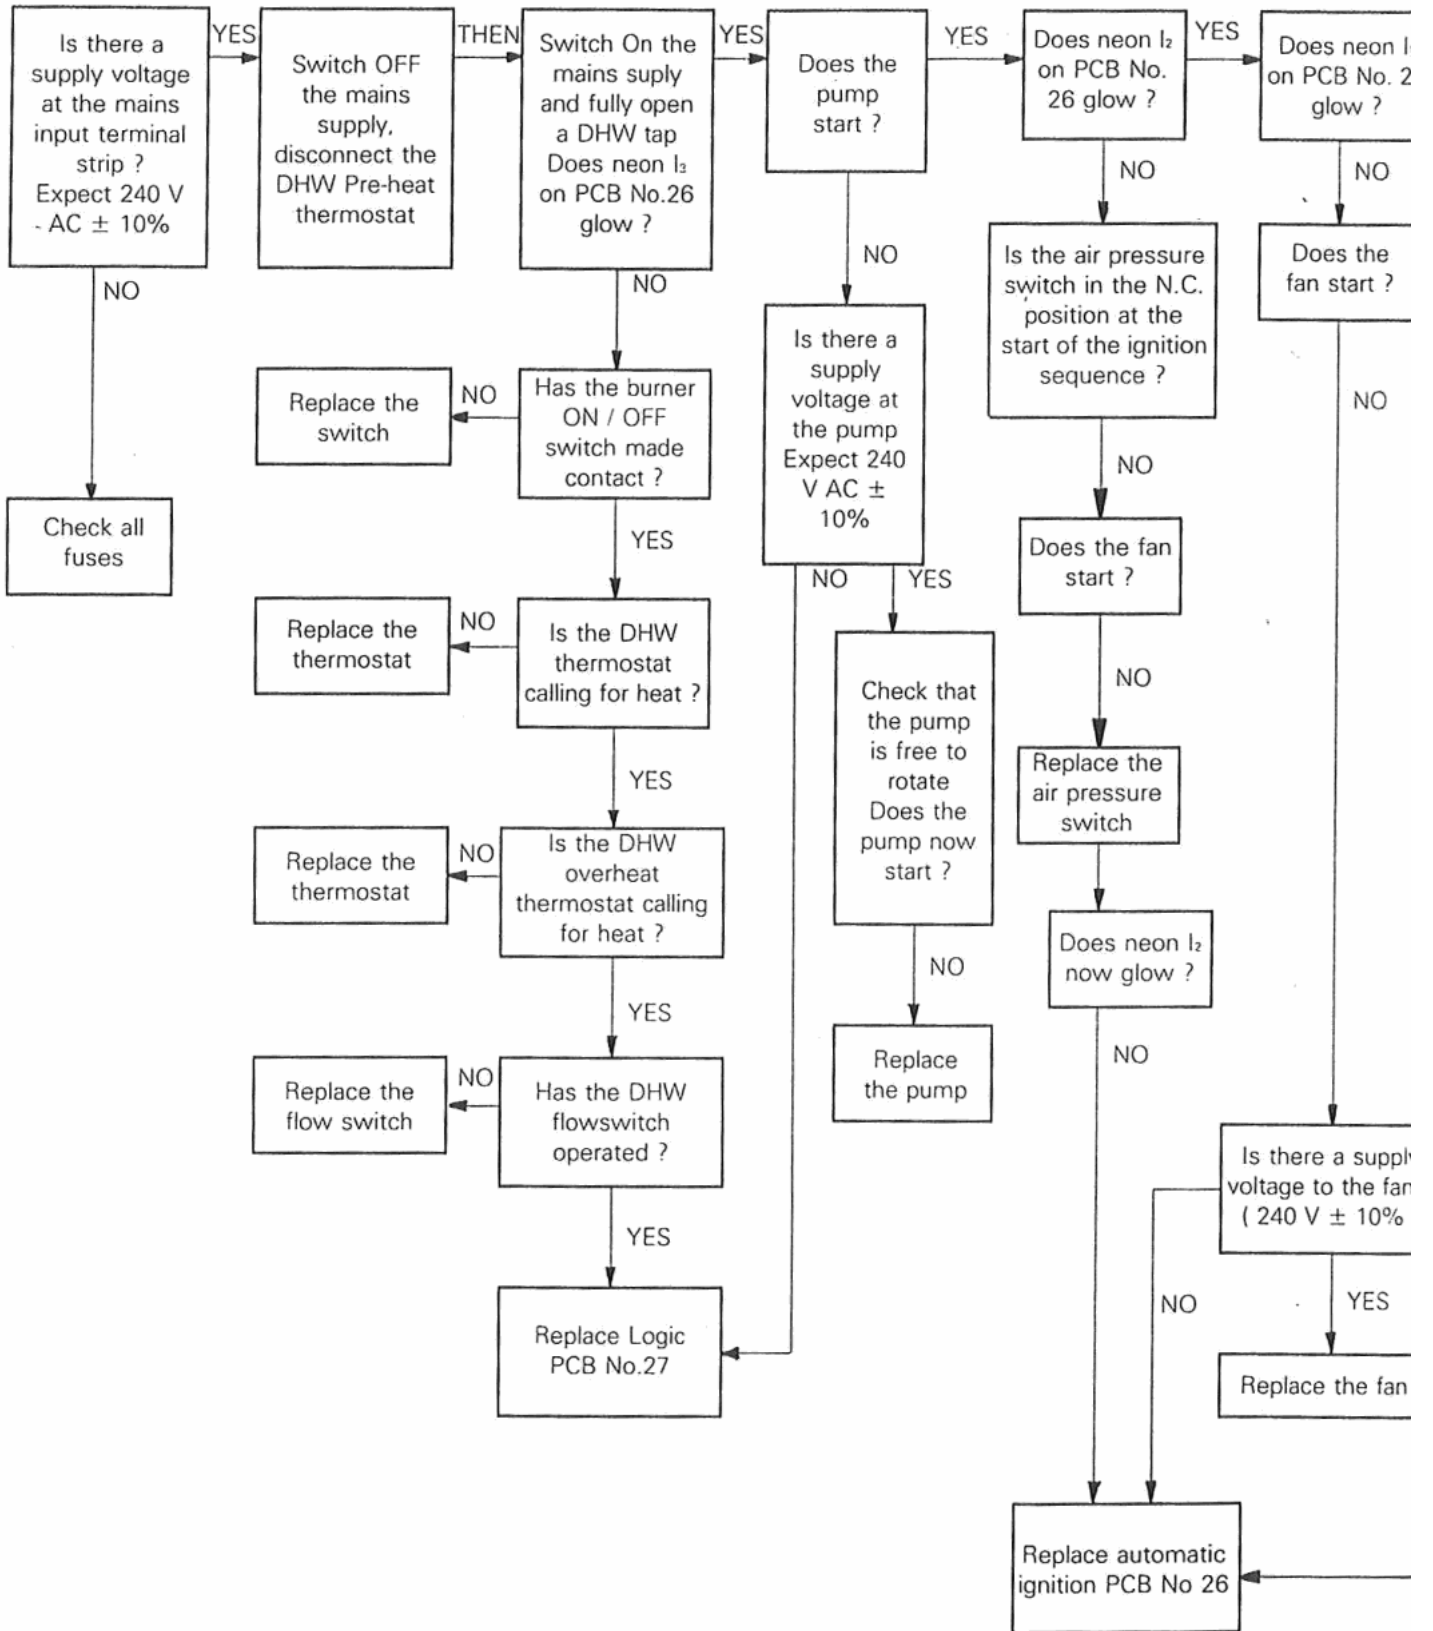 Is there a
supply voltage
at the mains
input terminal
strip ?
Expect 240 V
- AC ± 10%
YES
Switch OFF
the mains
supply,
disconnect the
DHW Pre-heat
thermostat
THEN
Switch On the
mains suply
and fully open
a DHW tap
Does neon I₃
on PCB No.26
glow ?
YES
Does the
pump
start ?
YES
Does neon I₂
on PCB No.
26 glow ?
YES
Does neon I
on PCB No. 2
glow ?
NO
Check all
fuses
NO
Has the burner
ON / OFF
switch made
contact ?
NO
Replace the
switch
YES
Is the DHW
thermostat
calling for heat ?
NO
Replace the
thermostat
YES
Is the DHW
overheat
thermostat calling
for heat ?
NO
Replace the
thermostat
YES
Has the DHW
flowswitch
operated ?
NO
Replace the
flow switch
YES
Replace Logic
PCB No.27
NO
Is there a
supply
voltage at
the pump
Expect 240
V AC ±
10%
NO
YES
Check that
the pump
is free to
rotate
Does the
pump now
start ?
NO
Replace
the pump
NO
Is the air pressure
switch in the N.C.
position at the
start of the ignition
sequence ?
NO
Does the fan
start ?
NO
Replace the
air pressure
switch
Does neon I₂
now glow ?
NO
NO
Does the
fan start ?
NO
Is there a suppl
voltage to the fan
( 240 V ± 10%
NO
YES
Replace the fan
Replace automatic
ignition PCB No 26